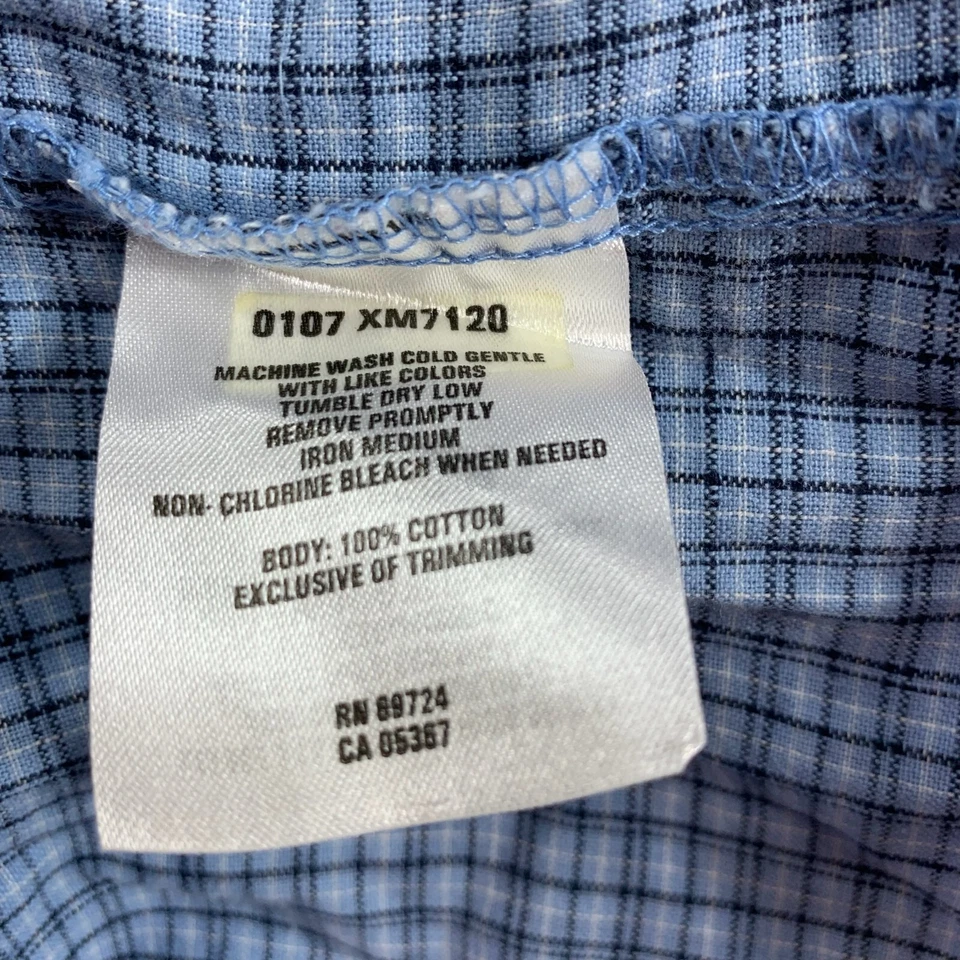 0107 XM7120
MACHINE WASH COLD GENTLE
WITH LIKE COLORS
TUMBLE DRY LOW
REMOVE PROMPTLY
IRON MEDIUM
NON- CHLORINE BLEACH WHEN NEEDED
BODY: 100% COTTON
EXCLUSIVE OF TRIMMING
RN 69724
CA 05367